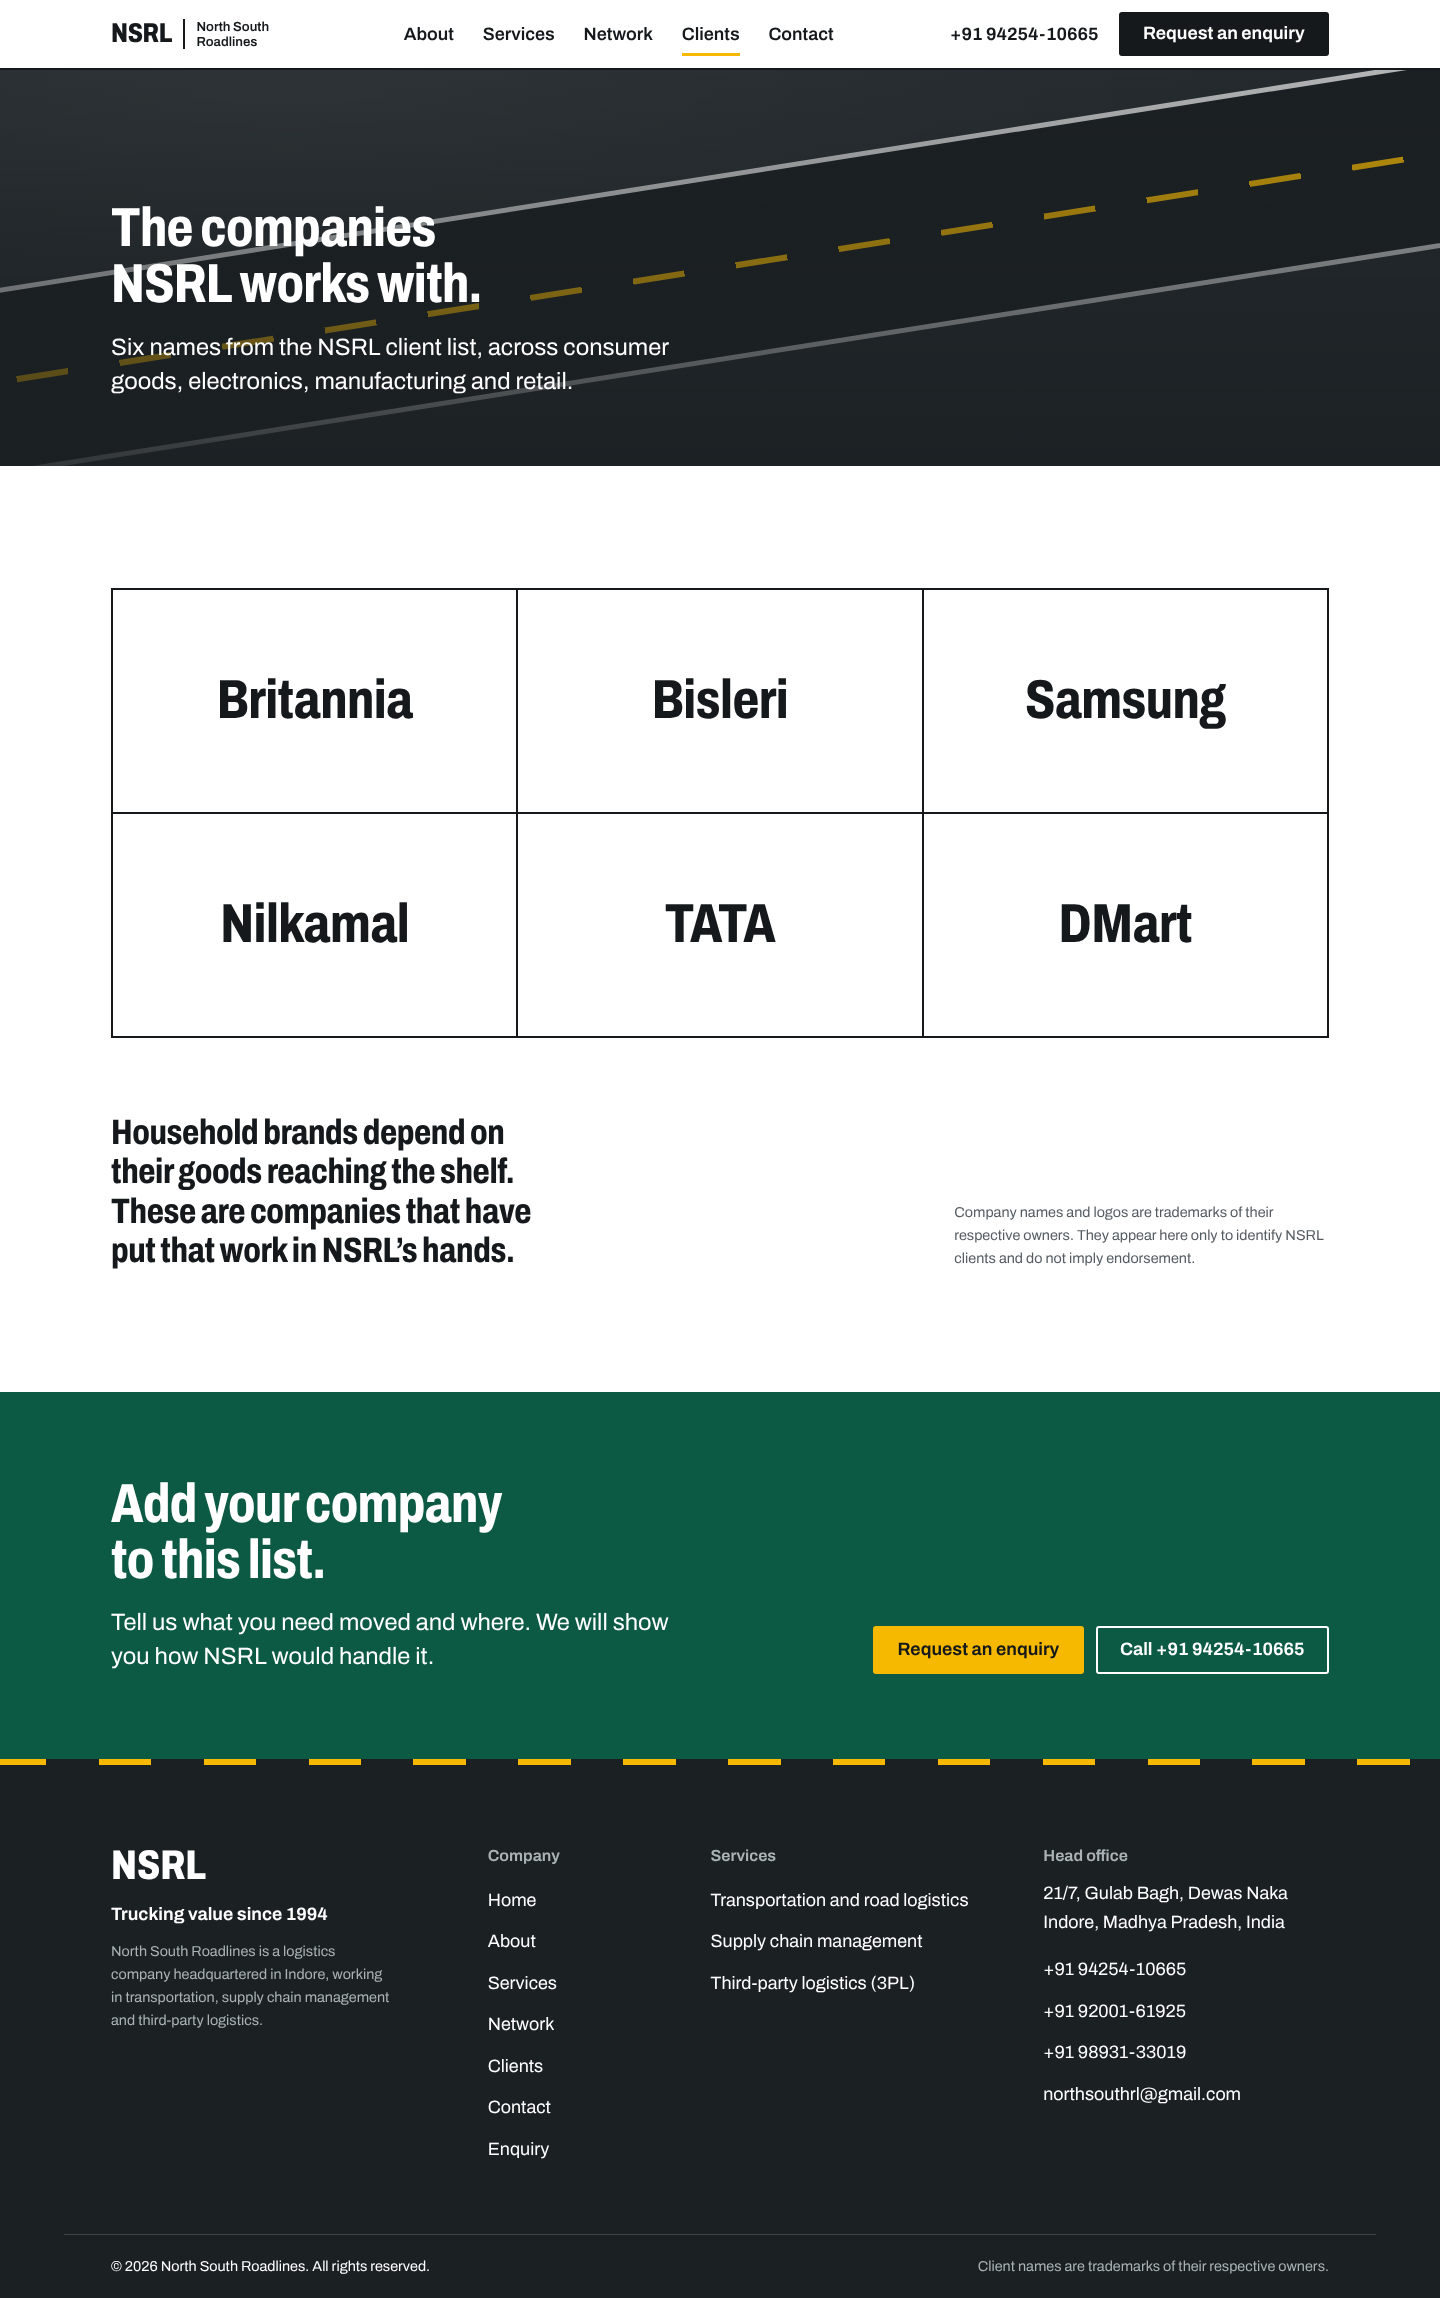 NSRL
North South
Roadlines
About
Services
Network
Clients
Contact
+91 94254-10665
Request an enquiry
The companies
NSRL works with.
Six names from the NSRL client list, across consumer
goods, electronics, manufacturing and retail.
Britannia
Bisleri
Samsung
Nilkamal
TATA
DMart
Household brands depend on
their goods reaching the shelf.
These are companies that have
put that work in NSRL’s hands.
Company names and logos are trademarks of their
respective owners. They appear here only to identify NSRL
clients and do not imply endorsement.
Add your company
to this list.
Tell us what you need moved and where. We will show
you how NSRL would handle it.
Request an enquiry
Call +91 94254-10665
NSRL
Trucking value since 1994
North South Roadlines is a logistics
company headquartered in Indore, working
in transportation, supply chain management
and third-party logistics.
Company
Home
About
Services
Network
Clients
Contact
Enquiry
Services
Transportation and road logistics
Supply chain management
Third-party logistics (3PL)
Head office
21/7, Gulab Bagh, Dewas Naka
Indore, Madhya Pradesh, India
+91 94254-10665
+91 92001-61925
+91 98931-33019
northsouthrl@gmail.com
© 2026 North South Roadlines. All rights reserved.
Client names are trademarks of their respective owners.